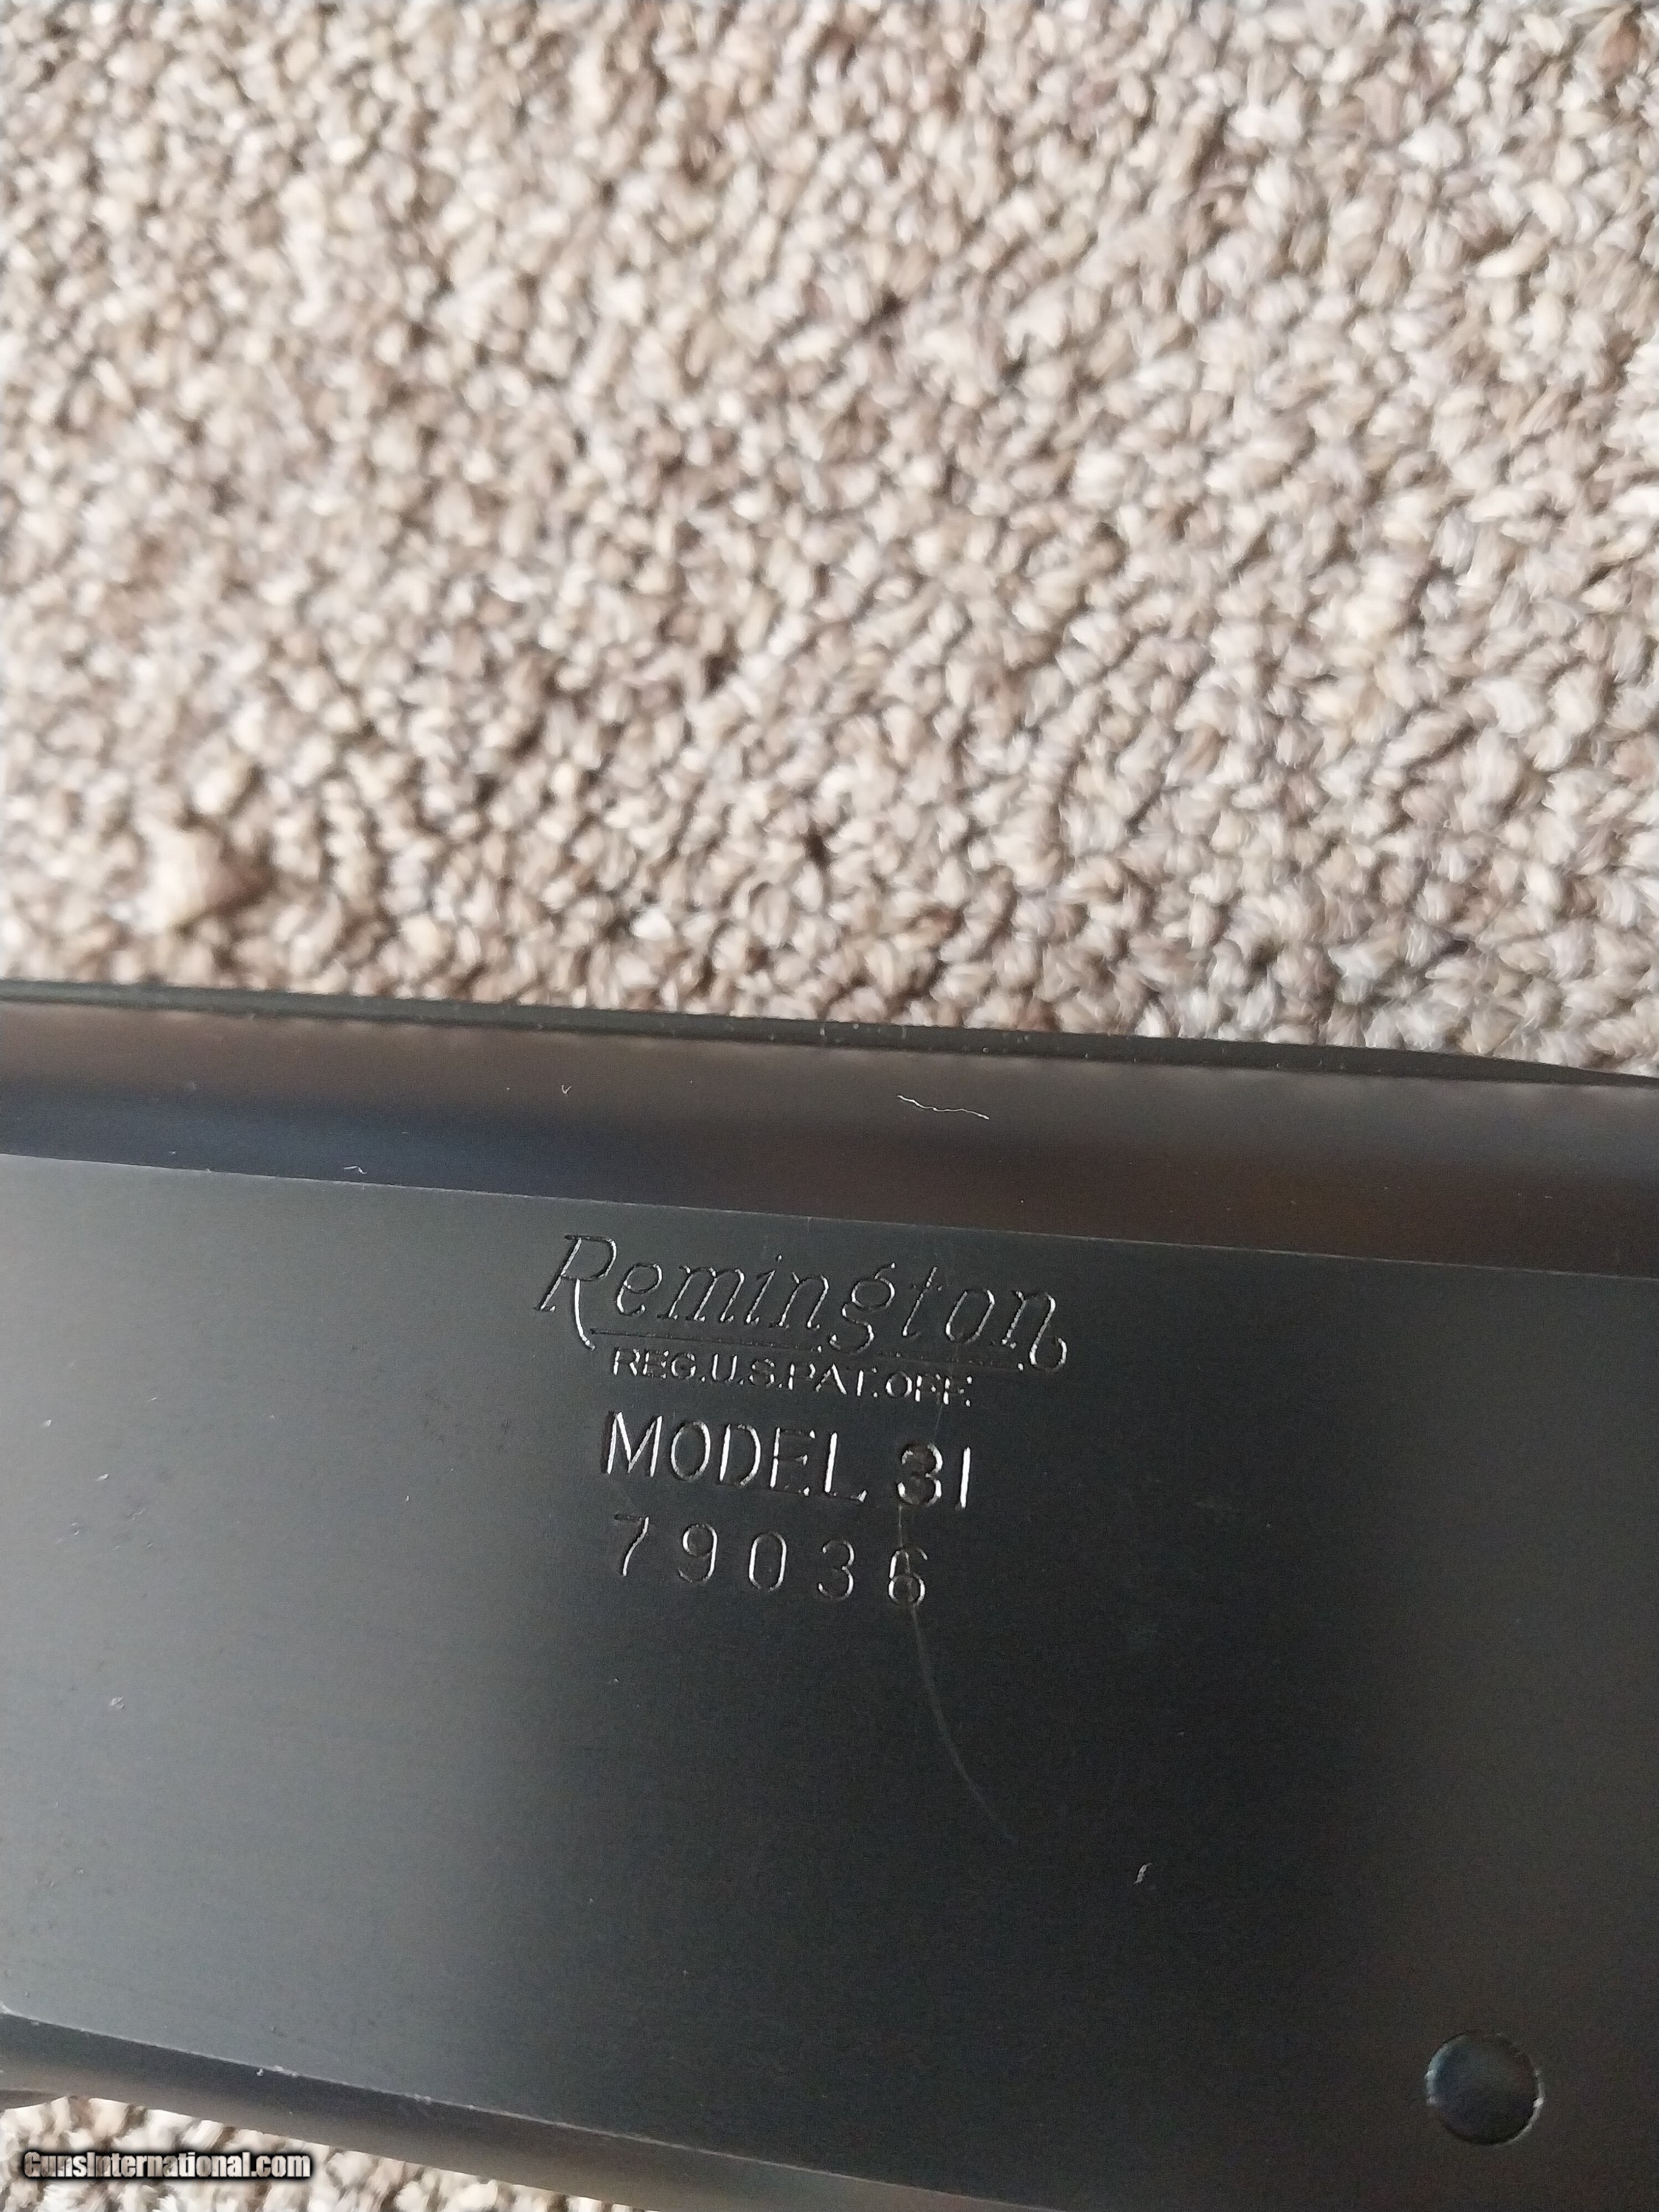 Remington
REG.U.S.PAT.OFF.
MODEL 31
79036
GunsInternational.com